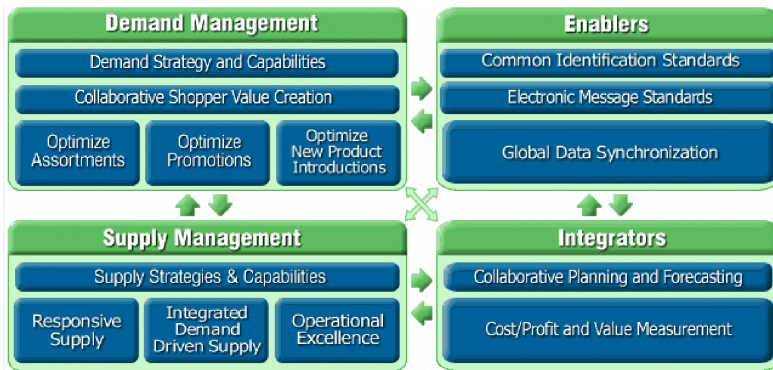 Demand Management
Demand Strategy and Capabilities
Collaborative Shopper Value Creation
Optimize
Assortments
Optimize
Promotions
Optimize
New Product
Introductions
Enablers
Common Identification Standards
Electronic Message Standards
Global Data Synchronization
Supply Management
Supply Strategies & Capabilities
Responsive
Supply
Integrated
Demand
Driven Supply
Operational
Excellence
Integrators
Collaborative Planning and Forecasting
Cost/Profit and Value Measurement